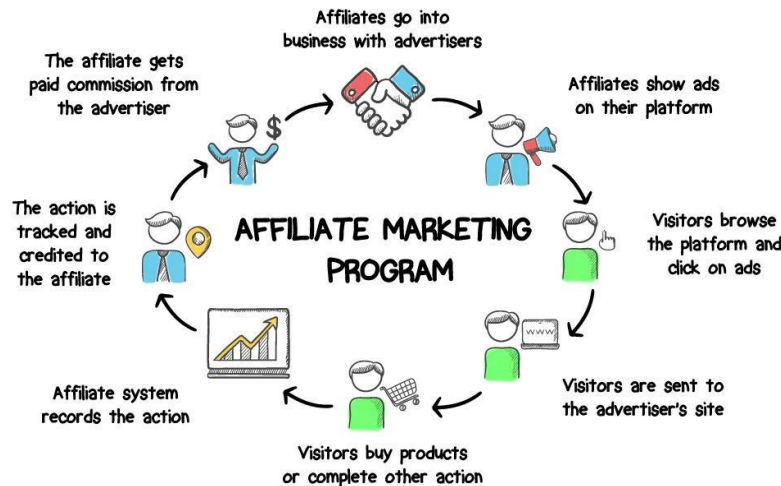 Affiliates go into
business with advertisers
Affiliates show ads
on their platform
Visitors browse
the platform and
click on ads
www
Visitors are sent to
the advertiser's site
Visitors buy products
or complete other action
Affiliate system
records the action
The action is
tracked and
credited to
the affiliate
The affiliate gets
paid commission from
the advertiser
$
AFFILIATE MARKETING
PROGRAM